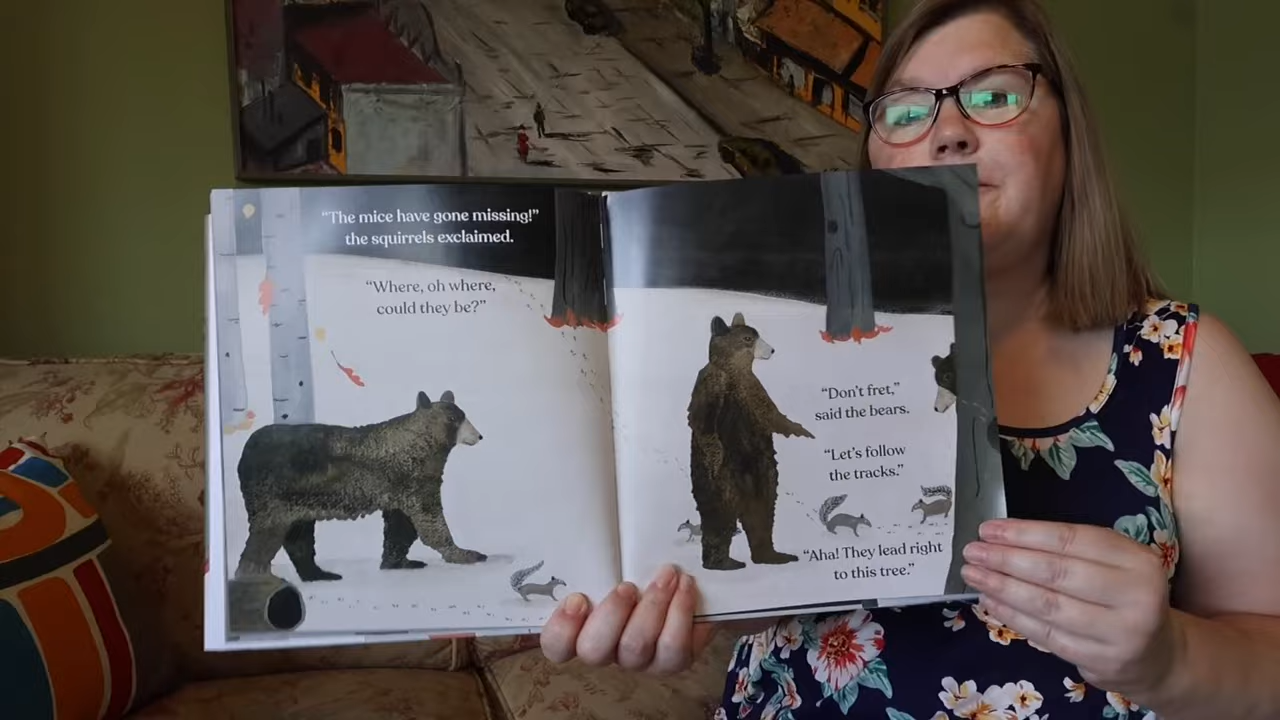 “The mice have gone missing!”
the squirrels exclaimed.
“Where, oh where,
could they be?”
“Don’t fret,”
said the bears.
“Let’s follow
the tracks.”
“Aha! They lead right
to this tree.”